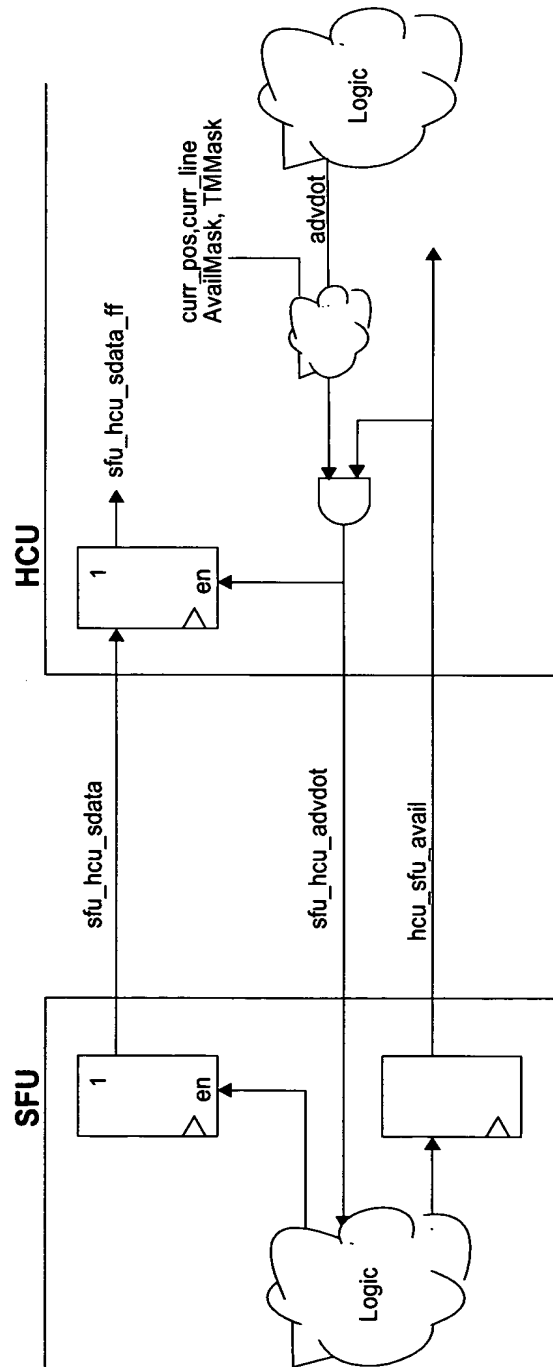 SFU
HCU
1
en
sfu_hcu_sdata
1
en
sfu_hcu_sdata_ff
curr_pos,curr_line
AvailMask, TMMask
Logic
sfu_hcu_advdot
advdot
Logic
hcu_sfu_avail